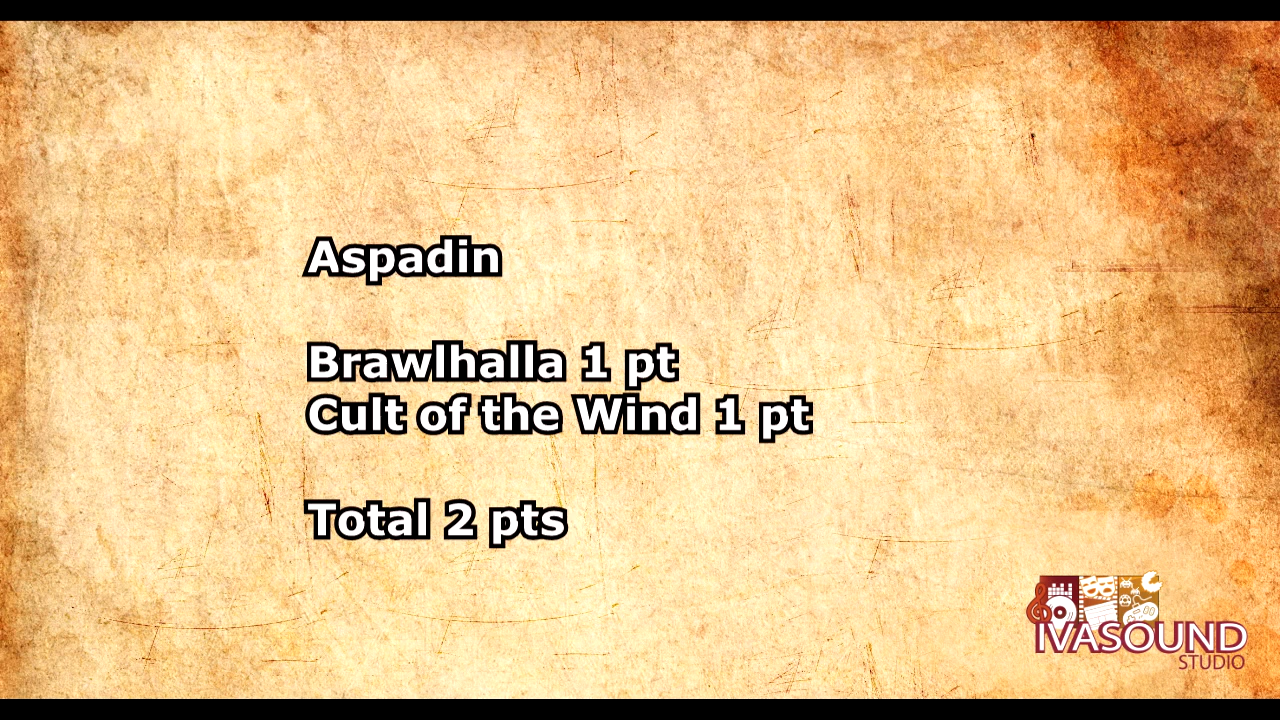 Aspadin
Brawlhalla 1 pt
Cult of the Wind 1 pt
Total 2 pts
IVASOUND
STUDIO